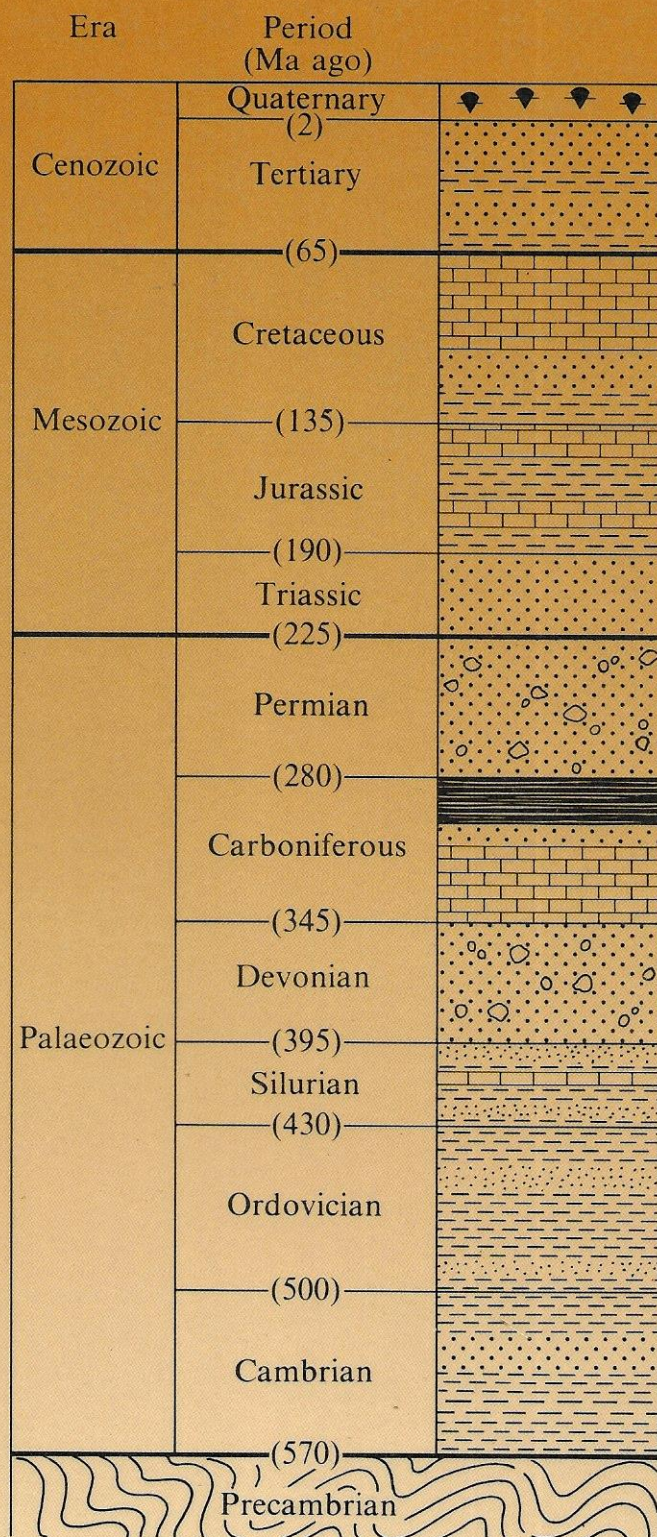 Era Period
(Ma ago)
Quaternary
(2)
Cenozoic
Tertiary
(65)
Cretaceous
Mesozoic
(135)
Jurassic
(190)
Triassic
(225)
Permian
(280)
Carboniferous
(345)
Devonian
Palaeozoic
(395)
Silurian
(430)
Ordovician
(500)
Cambrian
(570)
Precambrian